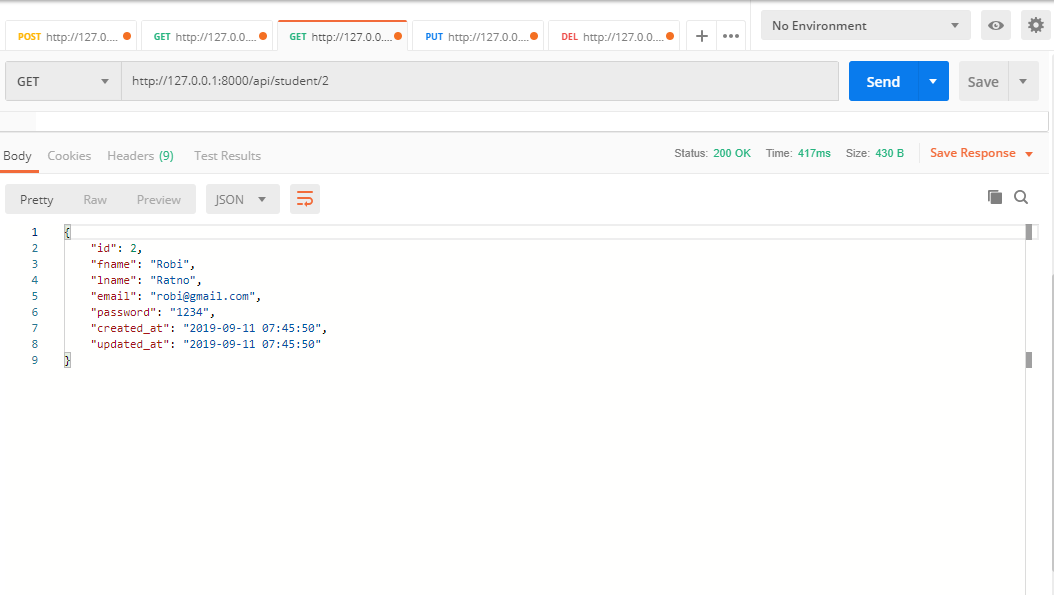 POST http://127.0.... GET http://127.0.0.... GET http://127.0.0.... PUT http://127.0.0.... DEL http://127.0.0.... + ••• No Environment
GET http://127.0.0.1:8000/api/student/2 Send Save
Body Cookies Headers (9) Test Results Status: 200 OK Time: 417ms Size: 430 B Save Response
Pretty Raw Preview JSON
1 {
2 "id": 2,
3 "fname": "Robi",
4 "lname": "Ratno",
5 "email": "robi@gmail.com",
6 "password": "1234",
7 "created_at": "2019-09-11 07:45:50",
8 "updated_at": "2019-09-11 07:45:50"
9 }